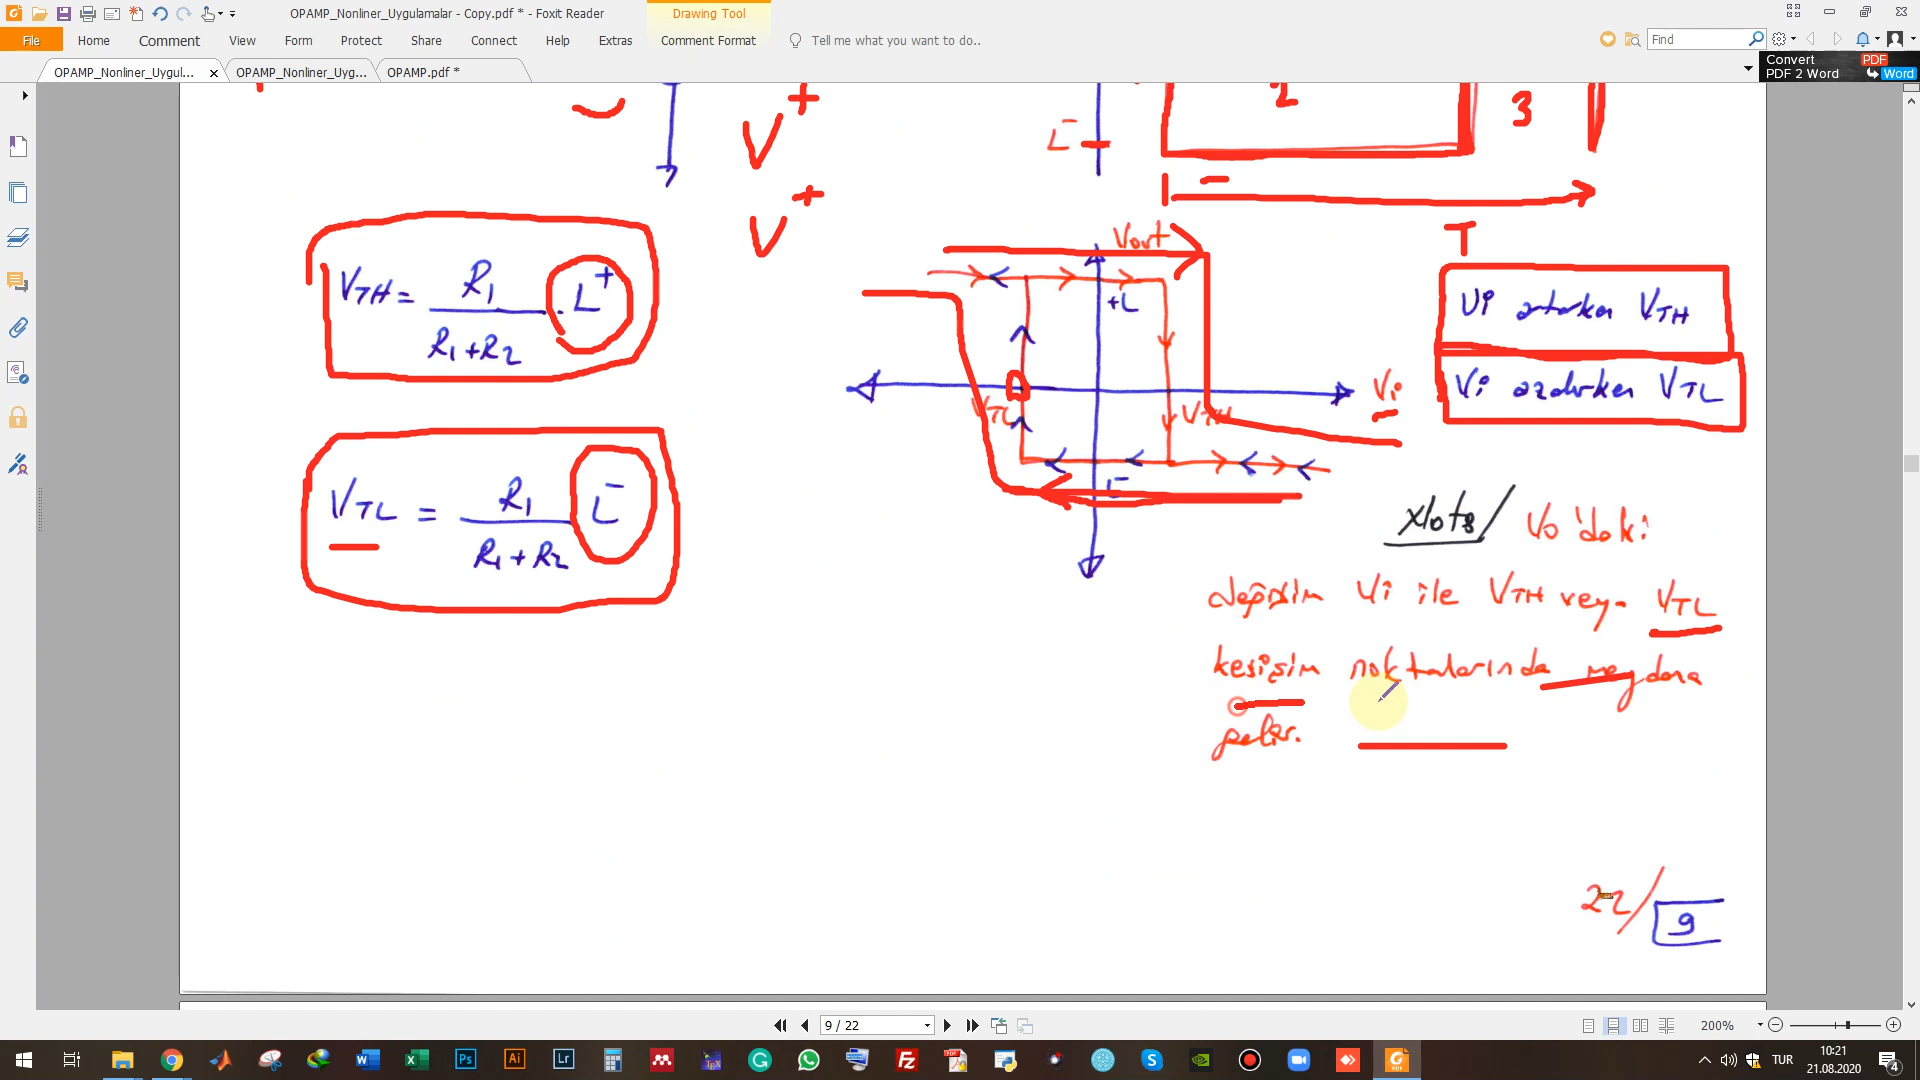 OPAMP_Nonliner_Uygulamalar - Copy.pdf * - Foxit Reader
Drawing Tool
File Home Comment View Form Protect Share Connect Help Extras Comment Format Tell me what you want to do.. Find
OPAMP_Nonliner_Uygul... OPAMP_Nonliner_Uyg... OPAMP.pdf *
Convert PDF
PDF 2 Word Word
2
3
L-
V+
V+
T
Vout
VTH = R1 / R1+R2 . L+
+L
Vi artarken VTH
Vi azalırken VTL
Vi
VTL
VTH
VTL = R1 / R1+R2 L-
L-
Vo'daki
değişim Vi ile VTH veya VTL
kesişim noktalarında meydana
gelir.
22/9
9 / 22
200%
TUR
10:21
21.08.2020
4